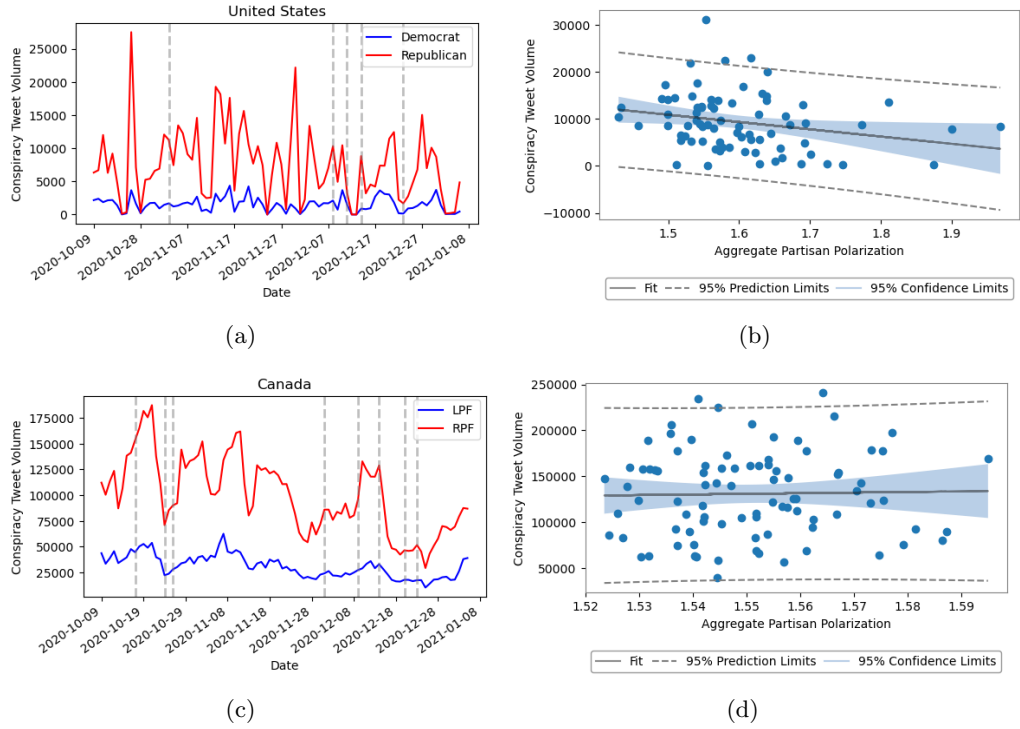 United States
Conspiracy Tweet Volume
25000
20000
15000
10000
5000
0
Democrat
Republican
2020-10-09
2020-10-28
2020-11-07
2020-11-17
2020-11-27
2020-12-07
2020-12-17
2020-12-27
2021-01-08
Date
(a)
Conspiracy Tweet Volume
30000
20000
10000
0
−10000
1.5
1.6
1.7
1.8
1.9
Aggregate Partisan Polarization
Fit
95% Prediction Limits
95% Confidence Limits
(b)
Canada
Conspiracy Tweet Volume
175000
150000
125000
100000
75000
50000
25000
LPF
RPF
2020-10-09
2020-10-19
2020-10-29
2020-11-08
2020-11-18
2020-11-28
2020-12-08
2020-12-18
2020-12-28
2021-01-08
Date
(c)
Conspiracy Tweet Volume
250000
200000
150000
100000
50000
1.52
1.53
1.54
1.55
1.56
1.57
1.58
1.59
Aggregate Partisan Polarization
Fit
95% Prediction Limits
95% Confidence Limits
(d)